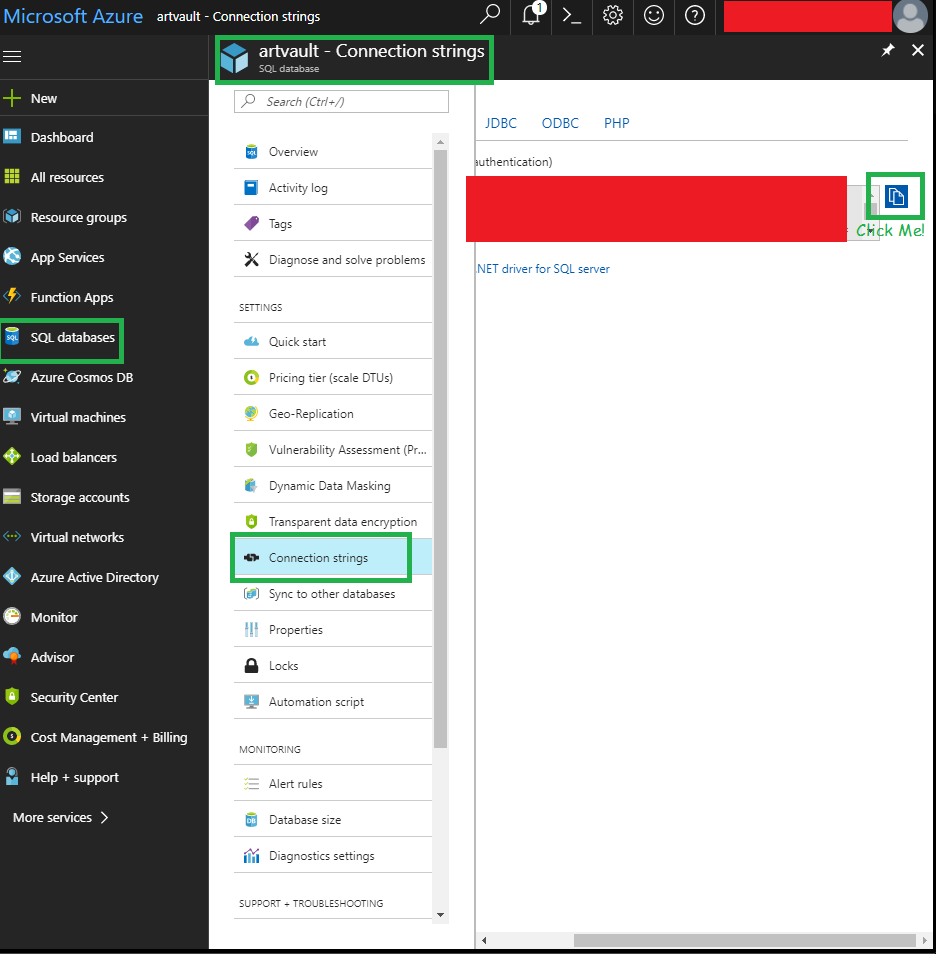 Microsoft Azure artvault - Connection strings
1
artvault - Connection strings
SQL database
New
Dashboard
All resources
Resource groups
App Services
Function Apps
SQL databases
Azure Cosmos DB
Virtual machines
Load balancers
Storage accounts
Virtual networks
Azure Active Directory
Monitor
Advisor
Security Center
Cost Management + Billing
Help + support
More services
Search (Ctrl+/)
Overview
Activity log
Tags
Diagnose and solve problems
SETTINGS
Quick start
Pricing tier (scale DTUs)
Geo-Replication
Vulnerability Assessment (Pr...
Dynamic Data Masking
Transparent data encryption
Connection strings
Sync to other databases
Properties
Locks
Automation script
MONITORING
Alert rules
Database size
Diagnostics settings
SUPPORT + TROUBLESHOOTING
JDBC ODBC PHP
authentication)
Click Me!
.NET driver for SQL server